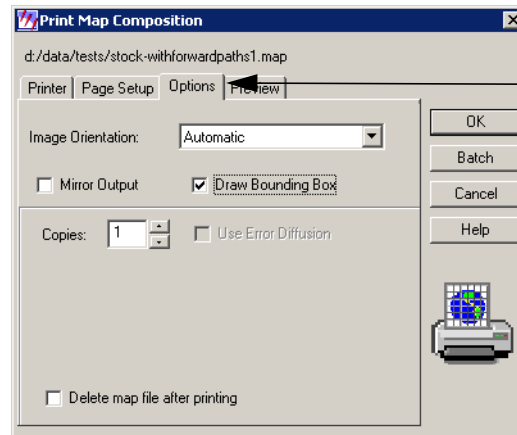 Print Map Composition
d:/data/tests/stock-withforwardpaths1.map
Printer Page Setup Options Preview
Image Orientation: Automatic
Mirror Output Draw Bounding Box
Copies: 1 Use Error Diffusion
Delete map file after printing
OK
Batch
Cancel
Help